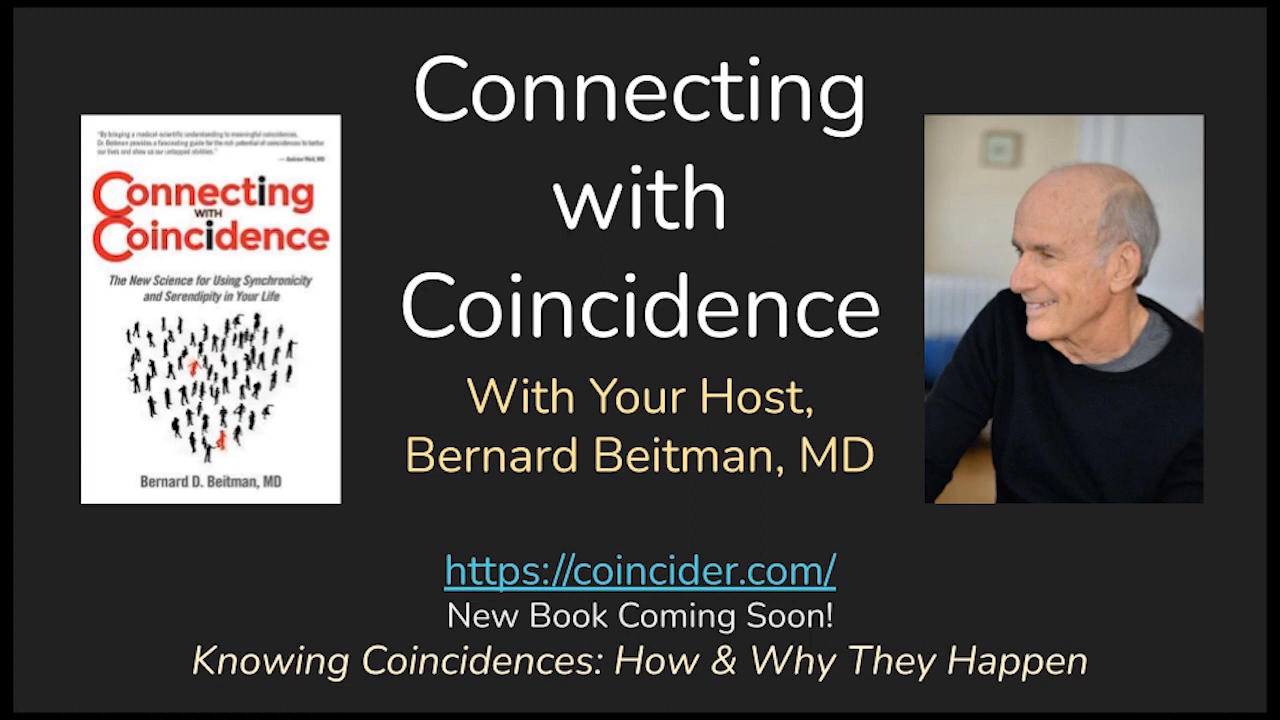 Connecting
with
Coincidence
With Your Host,
Bernard Beitman, MD
"By bringing a medical-scientific understanding to meaningful coincidences,
Dr. Beitman provides a fascinating guide for the rich potential of coincidences to better
our lives and show us our untapped abilities."
— Andrew Weil, MD
Connecting
WITH
Coincidence
The New Science for Using Synchronicity
and Serendipity in Your Life
Bernard D. Beitman, MD
https://coincider.com/
New Book Coming Soon!
Knowing Coincidences: How & Why They Happen